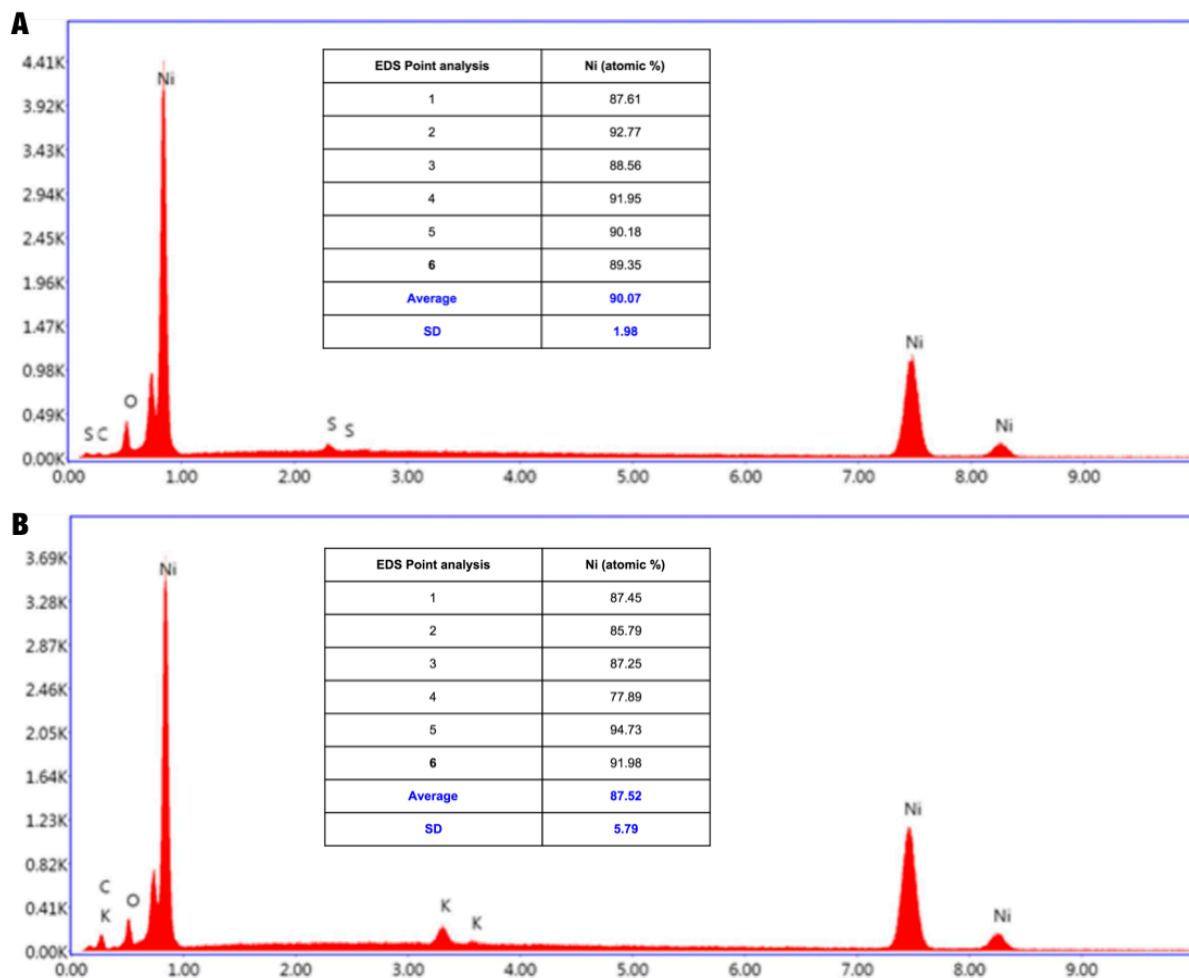 A
4.41K
3.92K
3.43K
2.94K
2.45K
1.96K
1.47K
0.98K
0.49K
0.00K
Ni
O
S C
S
S
Ni
Ni
EDS Point analysis Ni (atomic %)
1 87.61
2 92.77
3 88.56
4 91.95
5 90.18
6 89.35
Average 90.07
SD 1.98
0.00 1.00 2.00 3.00 4.00 5.00 6.00 7.00 8.00 9.00
B
3.69K
3.28K
2.87K
2.46K
2.05K
1.64K
1.23K
0.82K
0.41K
0.00K
Ni
C
K
O
K
K
Ni
Ni
EDS Point analysis Ni (atomic %)
1 87.45
2 85.79
3 87.25
4 77.89
5 94.73
6 91.98
Average 87.52
SD 5.79
0.00 1.00 2.00 3.00 4.00 5.00 6.00 7.00 8.00 9.00